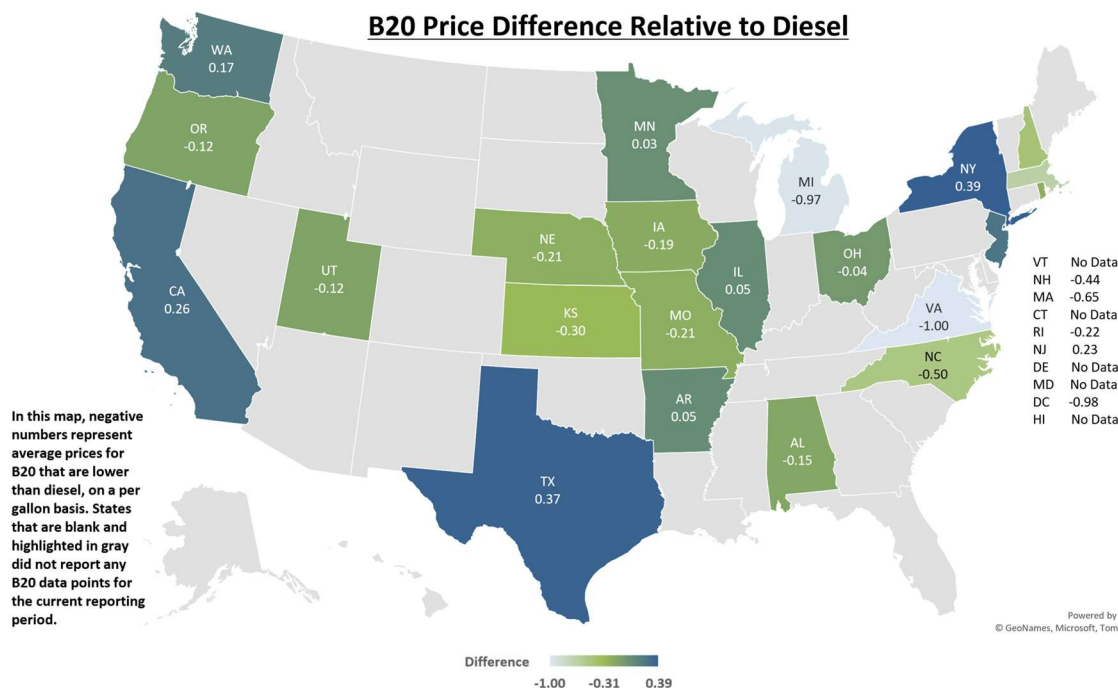 B20 Price Difference Relative to Diesel
WA
0.17
OR
-0.12
CA
0.26
UT
-0.12
NE
-0.21
KS
-0.30
TX
0.37
MN
0.03
IA
-0.19
MO
-0.21
AR
0.05
IL
0.05
MI
-0.97
OH
-0.04
AL
-0.15
NY
0.39
VA
-1.00
NC
-0.50
VT No Data
NH -0.44
MA -0.65
CT No Data
RI -0.22
NJ 0.23
DE No Data
MD No Data
DC -0.98
HI No Data
In this map, negative
numbers represent
average prices for
B20 that are lower
than diesel, on a per
gallon basis. States
that are blank and
highlighted in gray
did not report any
B20 data points for
the current reporting
period.
Powered by
© GeoNames, Microsoft, Tom
Difference
-1.00 -0.31 0.39